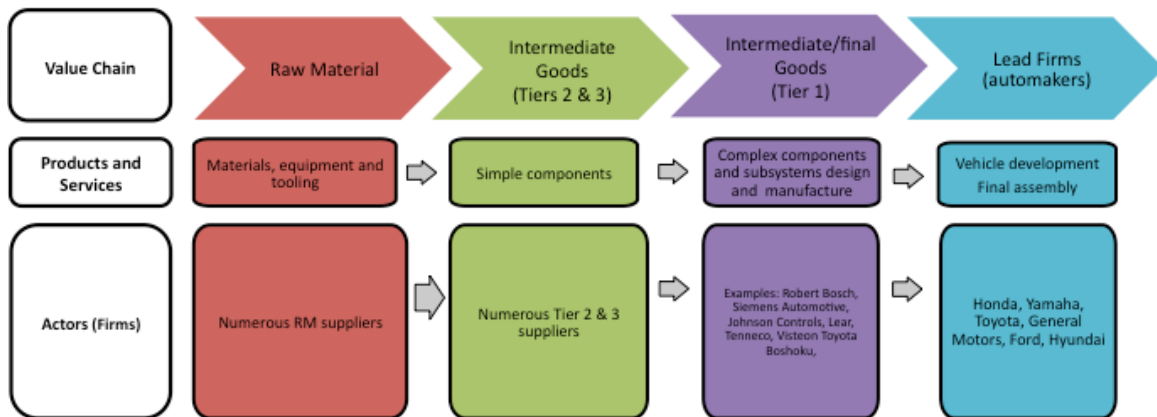 Value Chain
Raw Material
Intermediate
Goods
(Tiers 2 & 3)
Intermediate/final
Goods
(Tier 1)
Lead Firms
(automakers)
Products and
Services
Materials, equipment and
tooling
Simple components
Complex components
and subsystems design
and manufacture
Vehicle development
Final assembly
Actors (Firms)
Numerous RM suppliers
Numerous Tier 2 & 3
suppliers
Examples: Robert Bosch,
Siemens Automotive,
Johnson Controls, Lear,
Tenneco, Visteon Toyota
Boshoku,
Honda, Yamaha,
Toyota, General
Motors, Ford, Hyundai